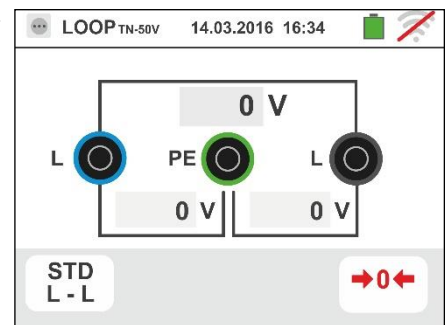 LOOP TN-50V 14.03.2016 16:34
0 V
L PE L
0 V 0 V
STD
L - L
→0←